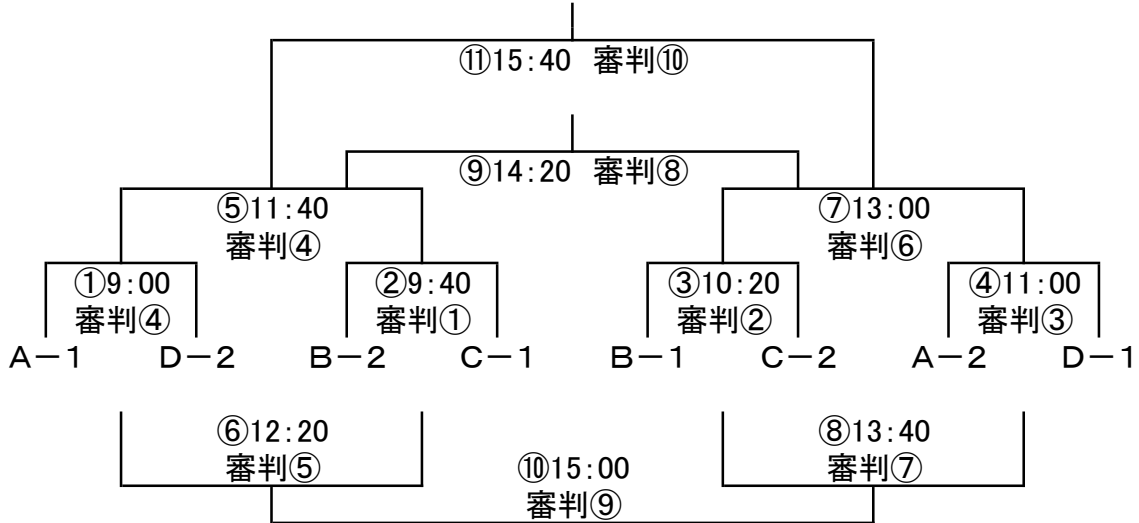 ⑪15:40 審判⑩
⑨14:20 審判⑧
⑤11:40
審判④
⑦13:00
審判⑥
①9:00
審判④
②9:40
審判①
③10:20
審判②
④11:00
審判③
A-1 D-2 B-2 C-1 B-1 C-2 A-2 D-1
⑥12:20
審判⑤
⑧13:40
審判⑦
⑩15:00
審判⑨